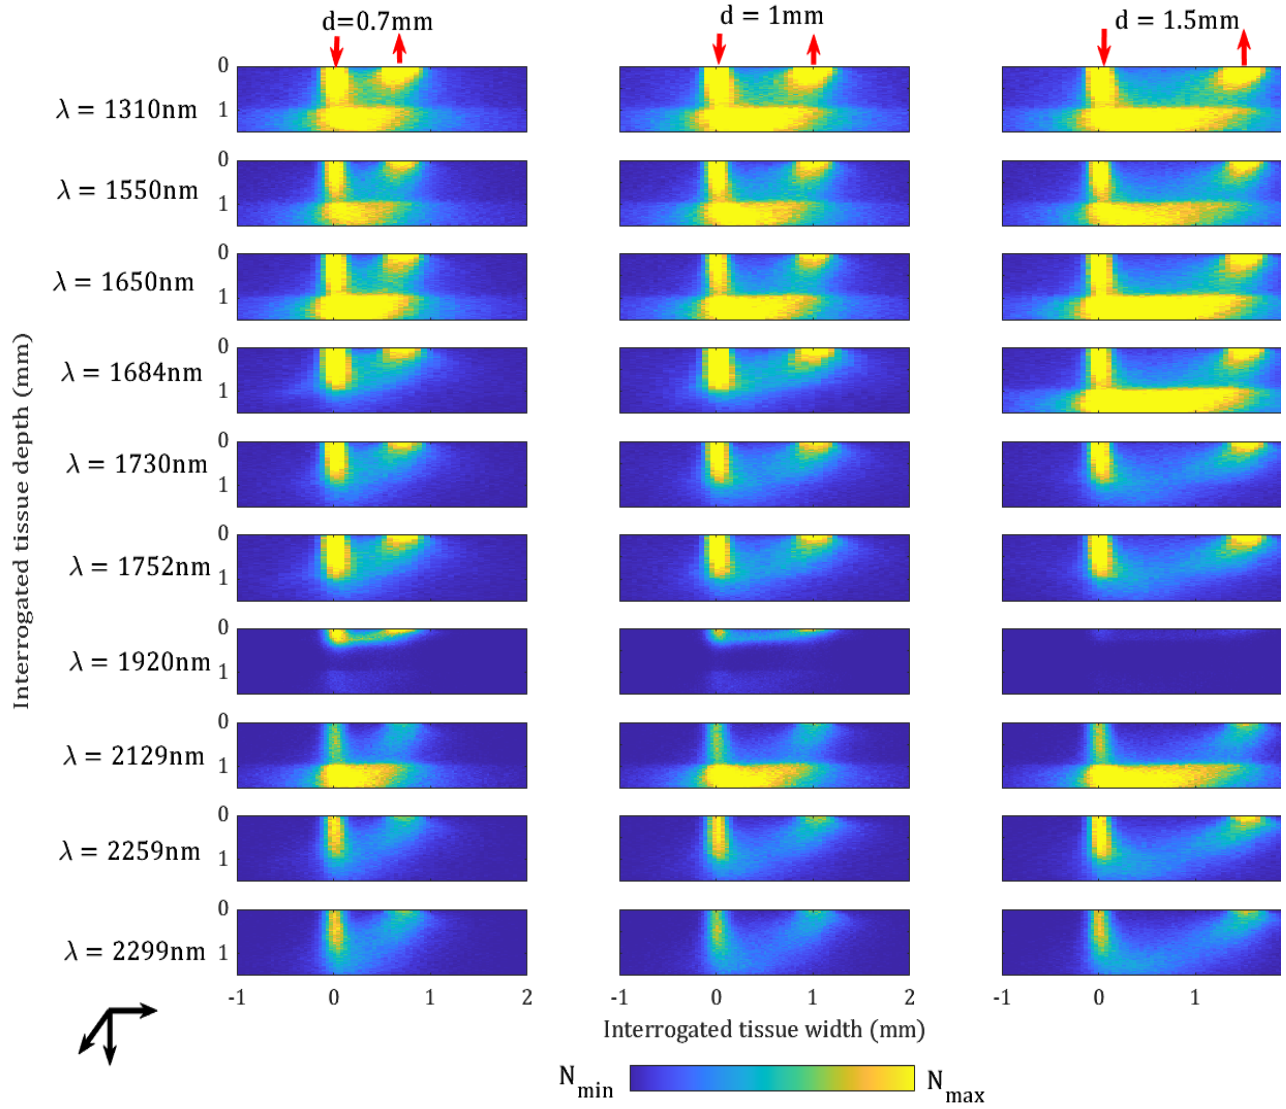 d=0.7mm
d = 1mm
d = 1.5mm
λ = 1310nm
0
1
λ = 1550nm
0
1
λ = 1650nm
0
1
λ = 1684nm
0
1
λ = 1730nm
0
1
λ = 1752nm
0
1
λ = 1920nm
0
1
λ = 2129nm
0
1
λ = 2259nm
0
1
λ = 2299nm
0
1
Interrogated tissue depth (mm)
-1 0 1 2
-1 0 1 2
-1 0 1
Interrogated tissue width (mm)
Nmin
Nmax